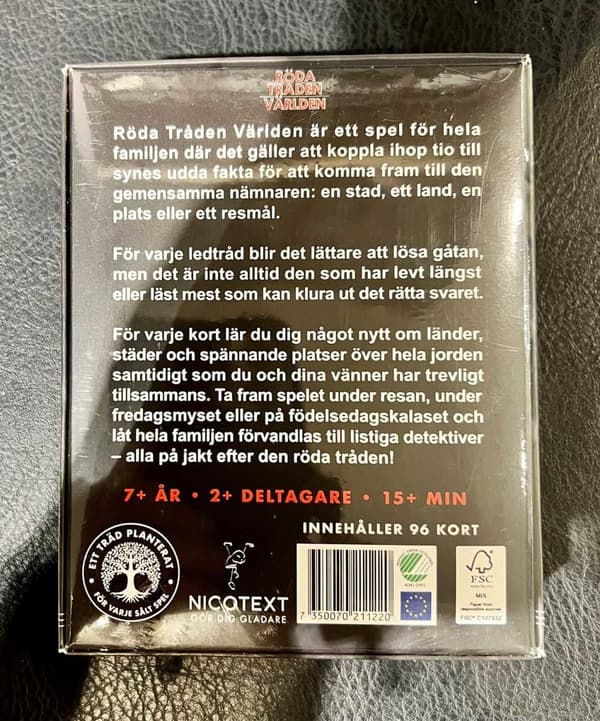 RÖDA
TRÅDEN
VÄRLDEN
Röda Tråden Världen är ett spel för hela
familjen där det gäller att koppla ihop tio till
synes udda fakta för att komma fram till den
gemensamma nämnaren: en stad, ett land, en
plats eller ett resmål.
För varje ledtråd blir det lättare att lösa gåtan,
men det är inte alltid den som har levt längst
eller läst mest som kan klura ut det rätta svaret.
För varje kort lär du dig något nytt om länder,
städer och spännande platser över hela jorden
samtidigt som du och dina vänner har trevligt
tillsammans. Ta fram spelet under resan, under
fredagsmyset eller på födelsedagskalaset och
låt hela familjen förvandlas till listiga detektiver
– alla på jakt efter den röda tråden!
7+ ÅR • 2+ DELTAGARE • 15+ MIN
INNEHÅLLER 96 KORT
ETT TRÄD PLANTERAT
FÖR VARJE SÅLT SPEL
NICOTEXT
GÖR DIG GLADARE
7 350070 211220
FSC
MIX
Paper from
responsible sources